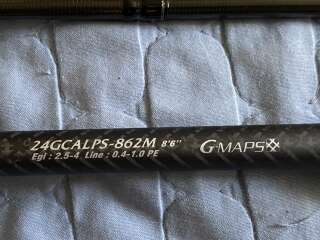 24GCALPS-862M 8'6" G-MAPS
Egi : 2.5-4 Line : 0.4-1.0 PE